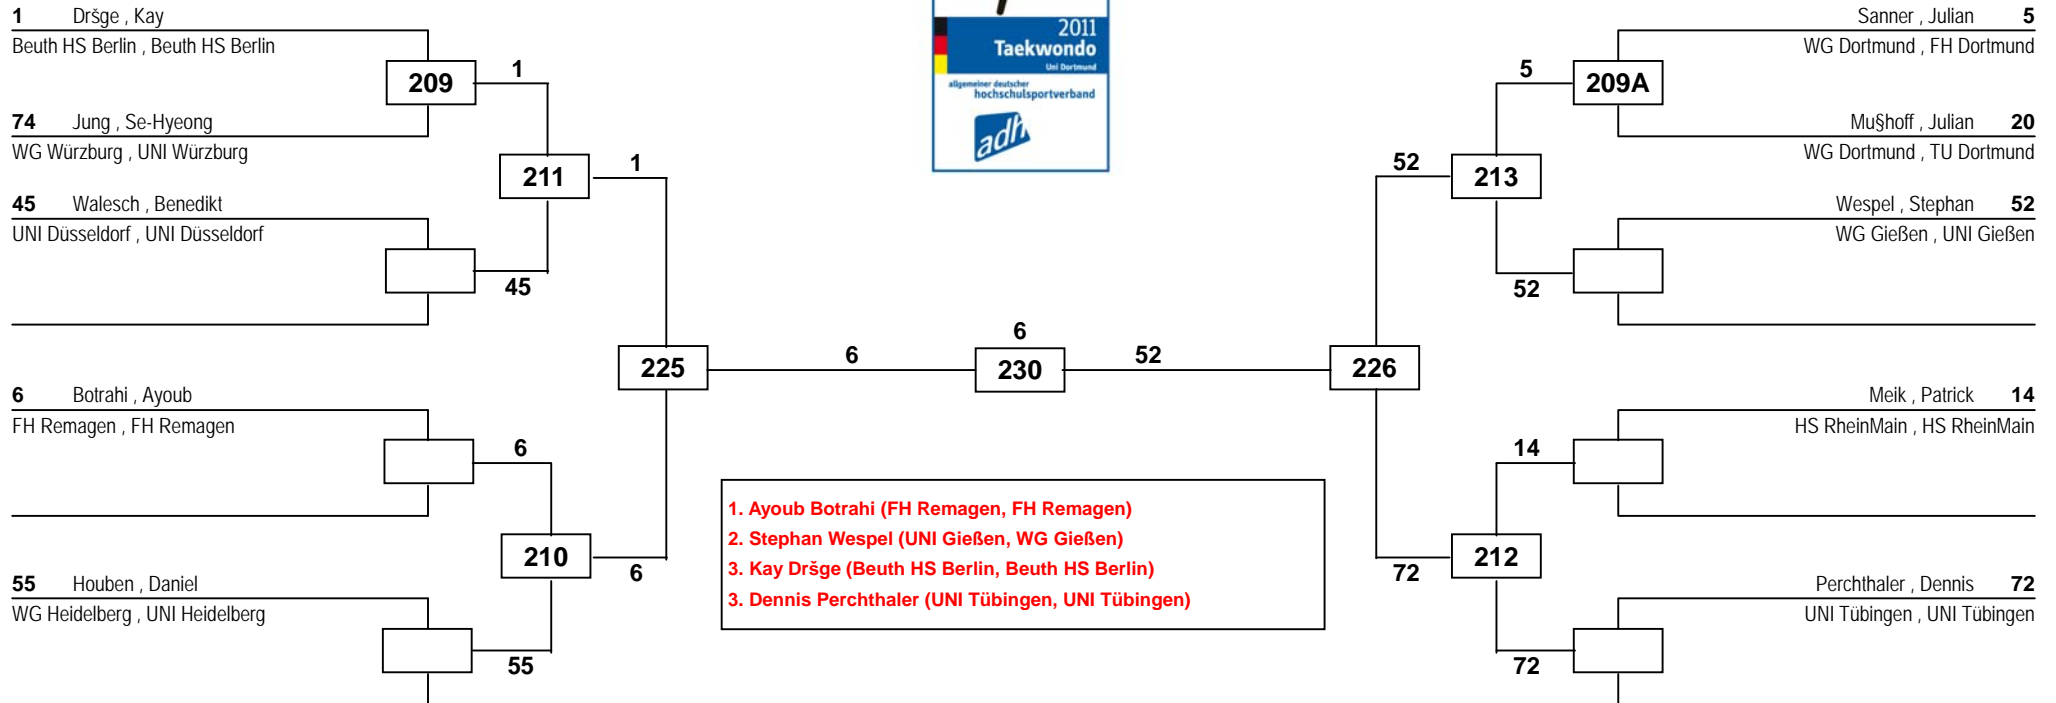 1 Dršge , Kay
Beuth HS Berlin , Beuth HS Berlin
209
1
74 Jung , Se-Hyeong
WG Würzburg , UNI Würzburg
211
1
45 Walesch , Benedikt
UNI Düsseldorf , UNI Düsseldorf
45
225
6
6 Botrahi , Ayoub
FH Remagen , FH Remagen
6
210
6
55 Houben , Daniel
WG Heidelberg , UNI Heidelberg
55
2011
Taekwondo
Uni Dortmund
allgemeiner deutscher
hochschulsportverband
adh
6
230
52
1. Ayoub Botrahi (FH Remagen, FH Remagen)
2. Stephan Wespel (UNI Gießen, WG Gießen)
3. Kay Dršge (Beuth HS Berlin, Beuth HS Berlin)
3. Dennis Perchthaler (UNI Tübingen, UNI Tübingen)
Sanner , Julian 5
WG Dortmund , FH Dortmund
5
209A
Mu§hoff , Julian 20
WG Dortmund , TU Dortmund
52
213
Wespel , Stephan 52
WG Gießen , UNI Gießen
52
226
Meik , Patrick 14
HS RheinMain , HS RheinMain
14
72
212
Perchthaler , Dennis 72
UNI Tübingen , UNI Tübingen
72